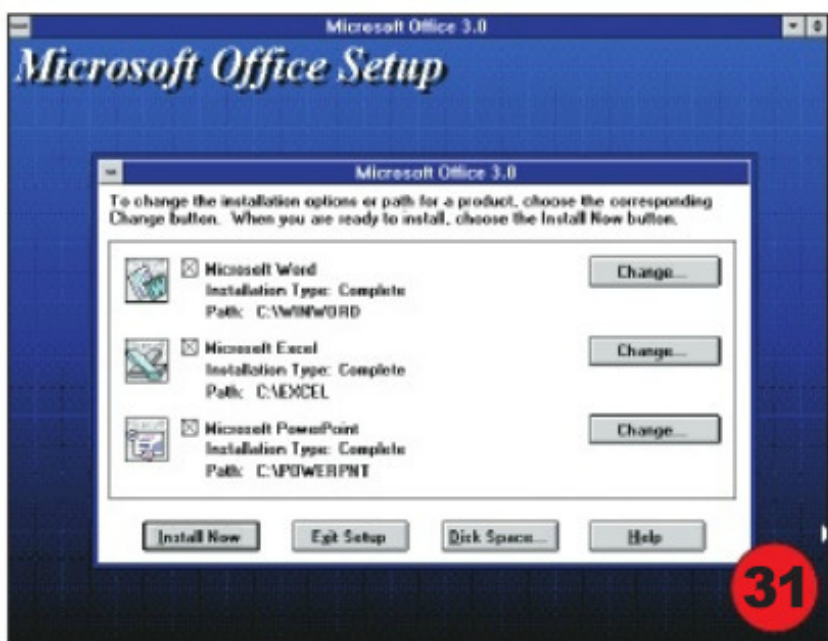 Microsoft Office 3.0
Microsoft Office Setup
Microsoft Office 3.0
To change the installation options or path for a product, choose the corresponding
Change button. When you are ready to install, choose the Install Now button.
Microsoft Word
Change...
Installation Type: Complete
Path: C:\WINWORD
Microsoft Excel
Change...
Installation Type: Complete
Path: C:\EXCEL
Microsoft PowerPoint
Change...
Installation Type: Complete
Path: C:\POWERPNT
Install Now Exit Setup Disk Space... Help
31